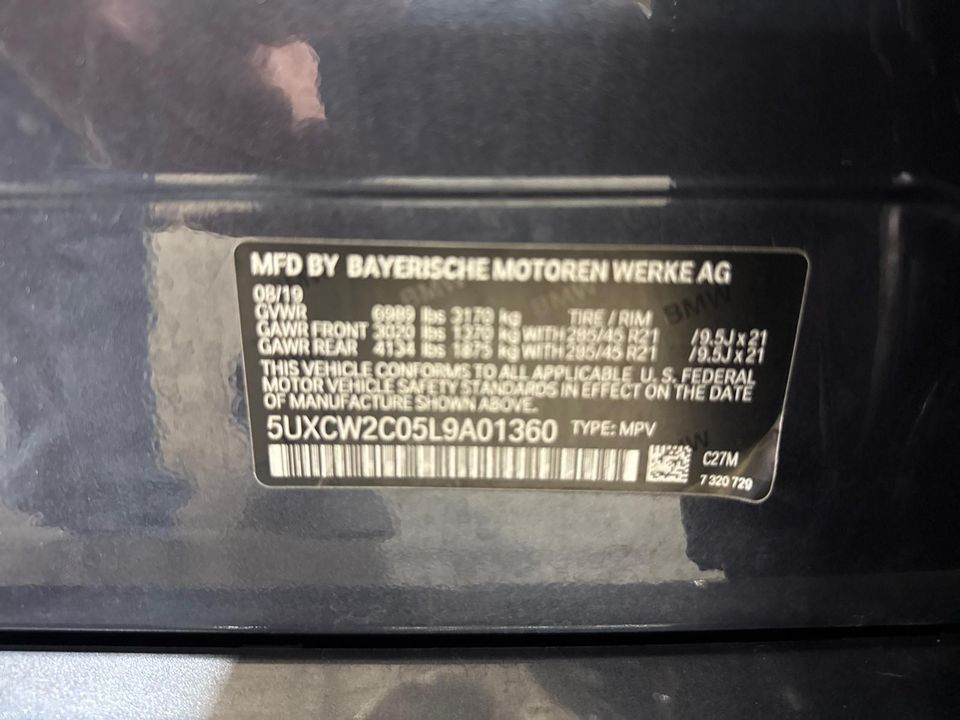 MFD BY BAYERISCHE MOTOREN WERKE AG
08/19
GVWR 6989 lbs 3170 kg TIRE / RIM
GAWR FRONT 3020 lbs 1370 kg WITH 285/45 R21 /9.5J x 21
GAWR REAR 4134 lbs 1875 kg WITH 285/45 R21 /9.5J x 21
THIS VEHICLE CONFORMS TO ALL APPLICABLE U.S. FEDERAL
MOTOR VEHICLE SAFETY STANDARDS IN EFFECT ON THE DATE
OF MANUFACTURE SHOWN ABOVE.
5UXCW2C05L9A01360 TYPE: MPV
C27M
7 320 729
BMW
BMW
BMW